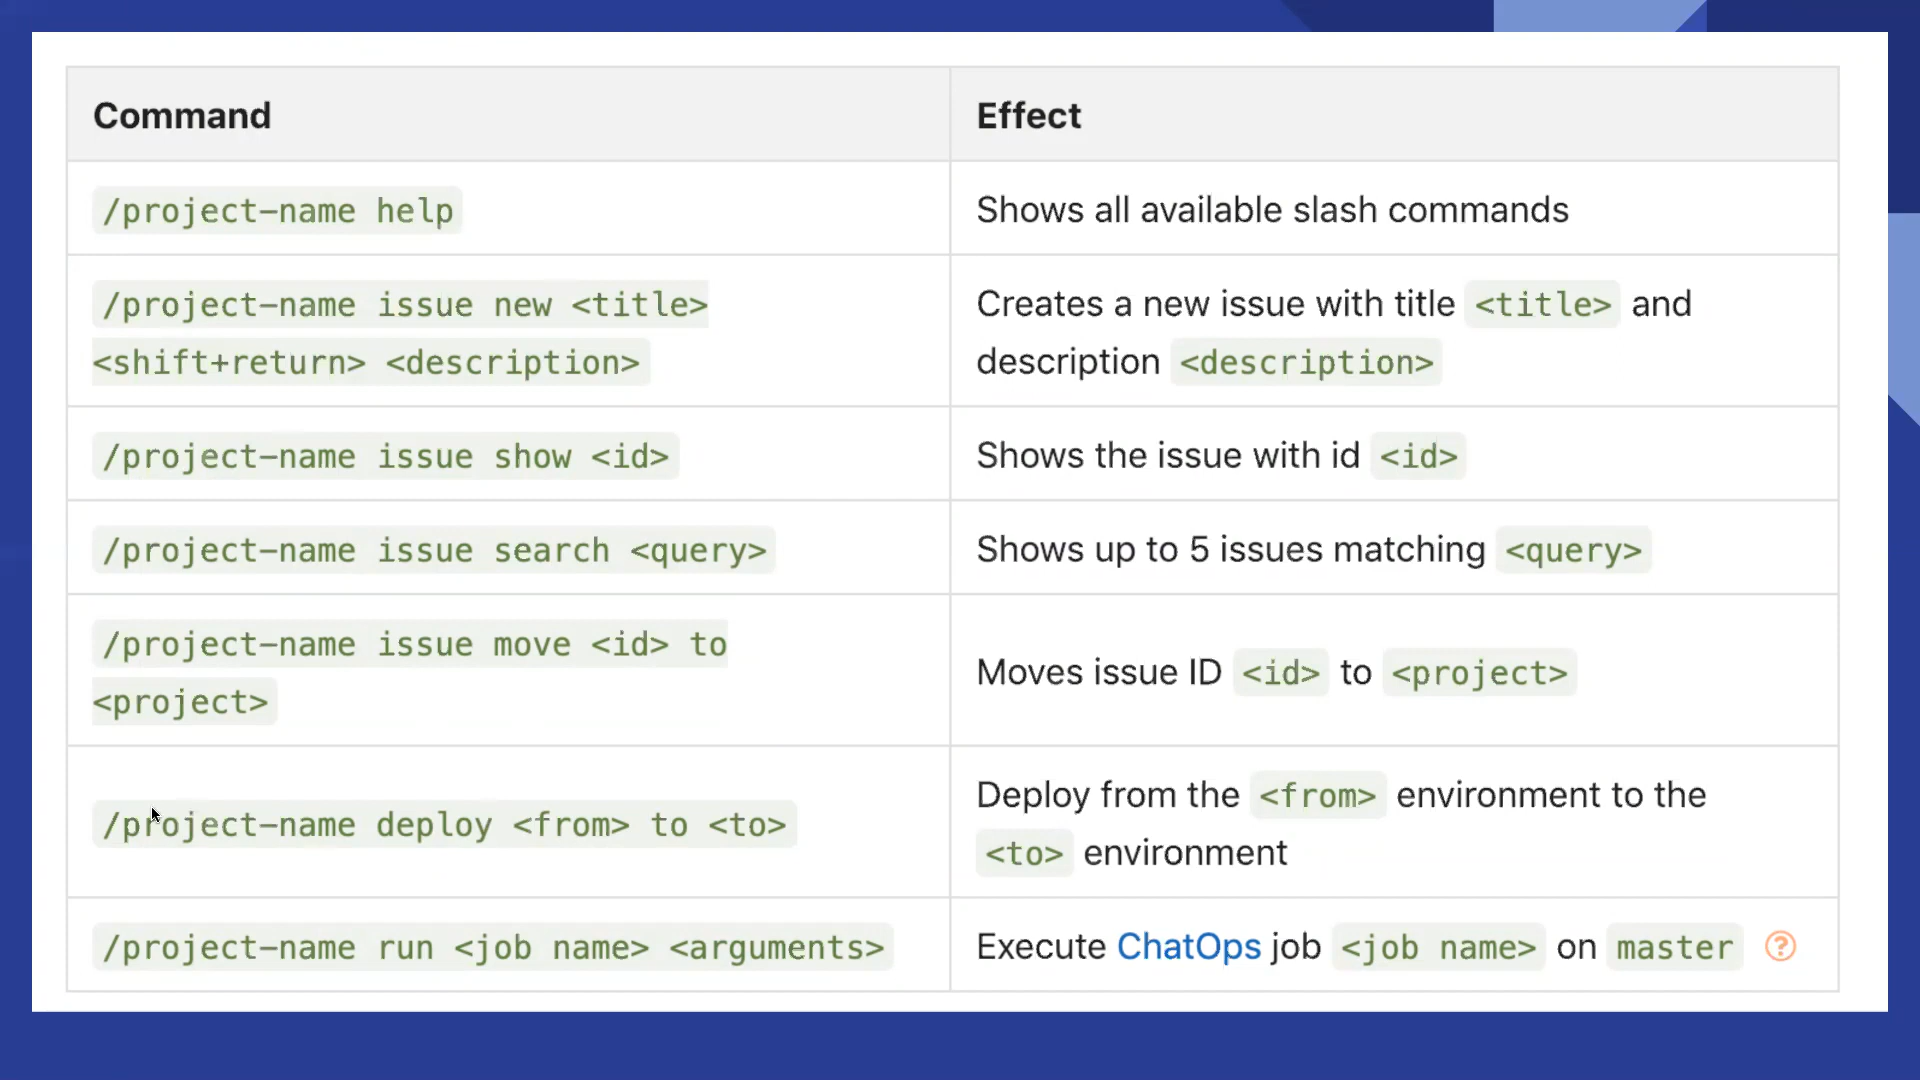 Command Effect
/project-name help Shows all available slash commands
/project-name issue new <title>
<shift+return> <description>
Creates a new issue with title <title> and
description <description>
/project-name issue show <id> Shows the issue with id <id>
/project-name issue search <query> Shows up to 5 issues matching <query>
/project-name issue move <id> to
<project>
Moves issue ID <id> to <project>
/project-name deploy <from> to <to>
Deploy from the <from> environment to the
<to> environment
/project-name run <job name> <arguments> Execute ChatOps job <job name> on master ?